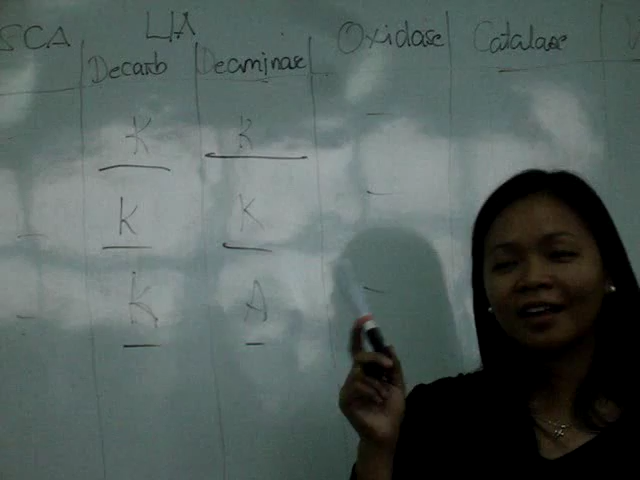 SCA LIA Oxidase Catalase V
Decarb Deaminase
K K -
- K K -
- K A -